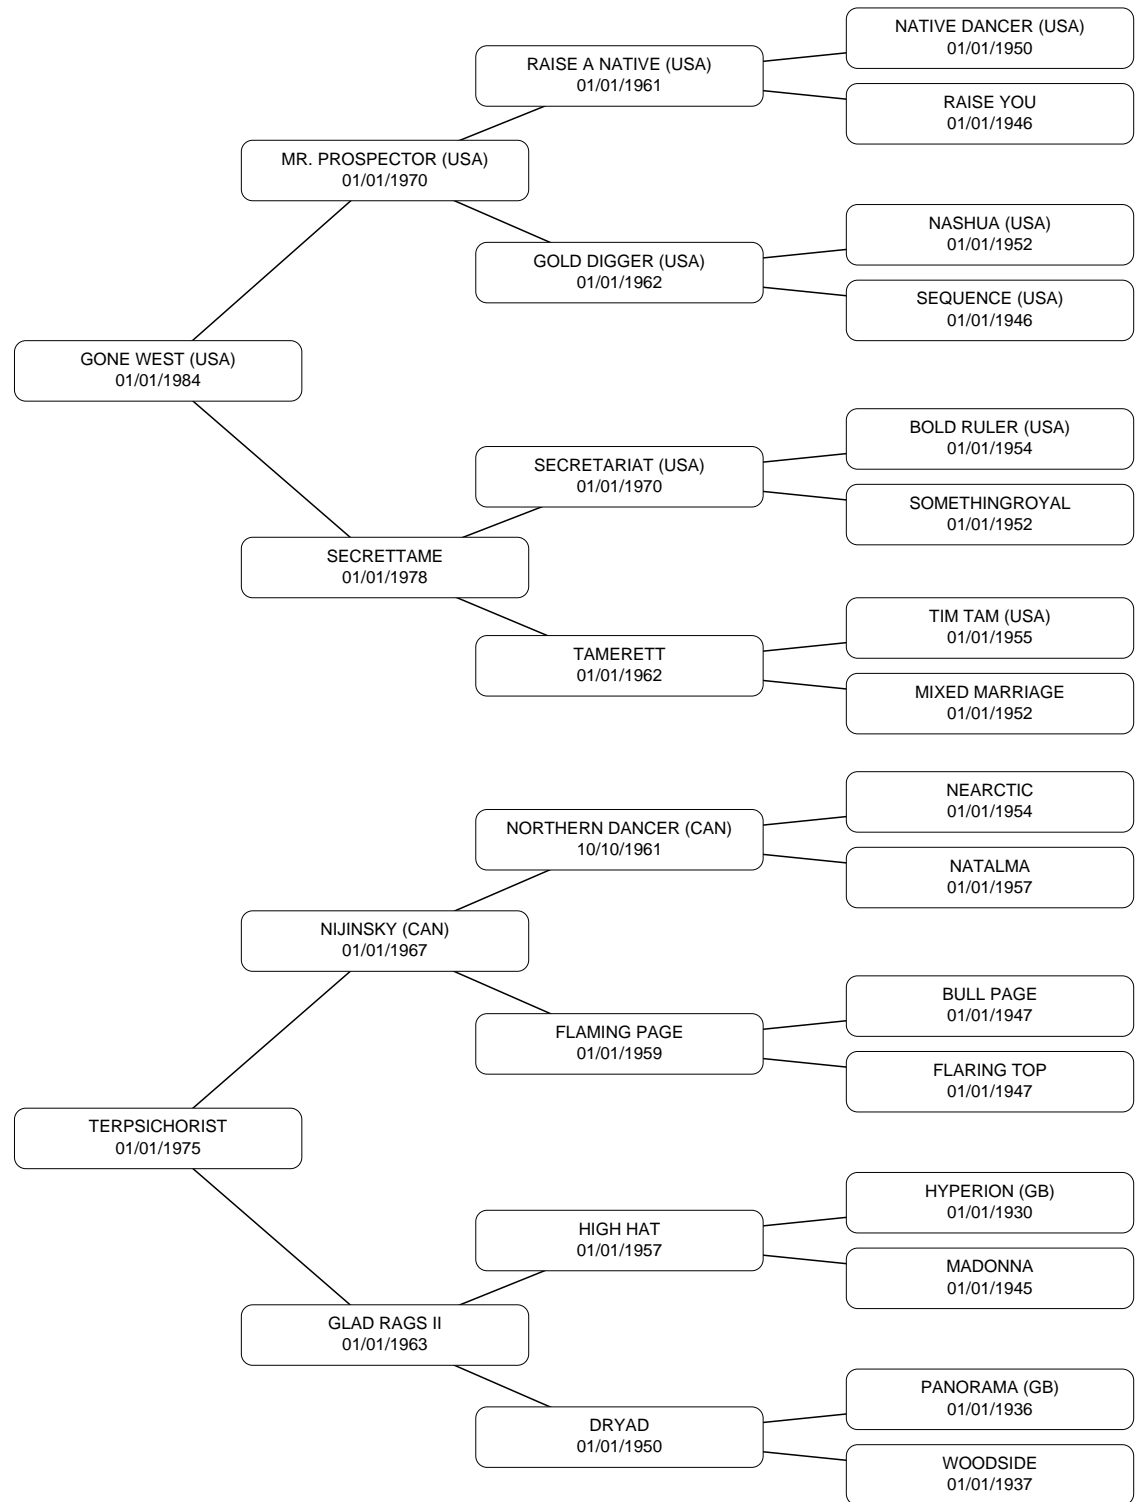 NATIVE DANCER (USA)
01/01/1950
RAISE A NATIVE (USA)
01/01/1961
RAISE YOU
01/01/1946
MR. PROSPECTOR (USA)
01/01/1970
NASHUA (USA)
01/01/1952
GOLD DIGGER (USA)
01/01/1962
SEQUENCE (USA)
01/01/1946
GONE WEST (USA)
01/01/1984
BOLD RULER (USA)
01/01/1954
SECRETARIAT (USA)
01/01/1970
SOMETHINGROYAL
01/01/1952
SECRETTAME
01/01/1978
TIM TAM (USA)
01/01/1955
TAMERETT
01/01/1962
MIXED MARRIAGE
01/01/1952
NEARCTIC
01/01/1954
NORTHERN DANCER (CAN)
10/10/1961
NATALMA
01/01/1957
NIJINSKY (CAN)
01/01/1967
BULL PAGE
01/01/1947
FLAMING PAGE
01/01/1959
FLARING TOP
01/01/1947
TERPSICHORIST
01/01/1975
HYPERION (GB)
01/01/1930
HIGH HAT
01/01/1957
MADONNA
01/01/1945
GLAD RAGS II
01/01/1963
PANORAMA (GB)
01/01/1936
DRYAD
01/01/1950
WOODSIDE
01/01/1937